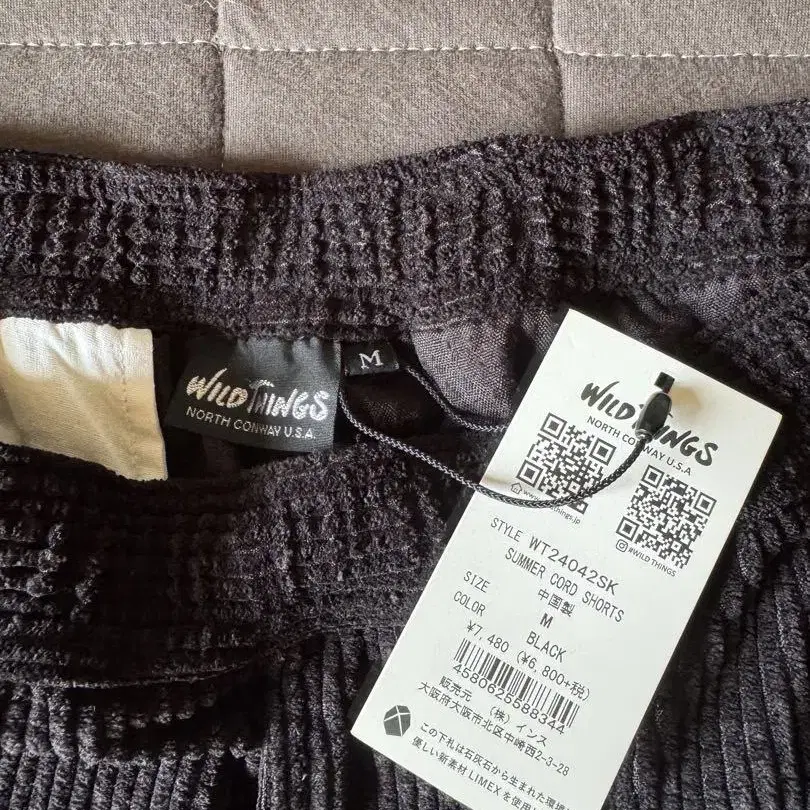 WILD THINGS
NORTH CONWAY U.S.A.
M
WILD THINGS
NORTH CONWAY U.S.A
#WILD THINGS
STYLE WT24042SK
SUMMER CORD SHORTS
中国製
SIZE M
COLOR BLACK
¥7,480 (¥6,800+税)
4580625588344
販売元 (株) インス
大阪府大阪市北区中崎西2-3-28
この下札は石灰石から生まれた環境
優しい新素材 LIMEX を使用